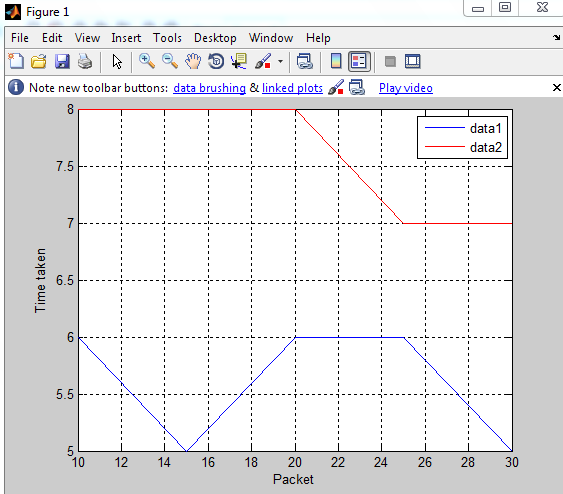 Figure 1
File Edit View Insert Tools Desktop Window Help
Note new toolbar buttons: data brushing & linked plots Play video
8
7.5
7
6.5
6
5.5
5
Time taken
data1
data2
10 12 14 16 18 20 22 24 26 28 30
Packet